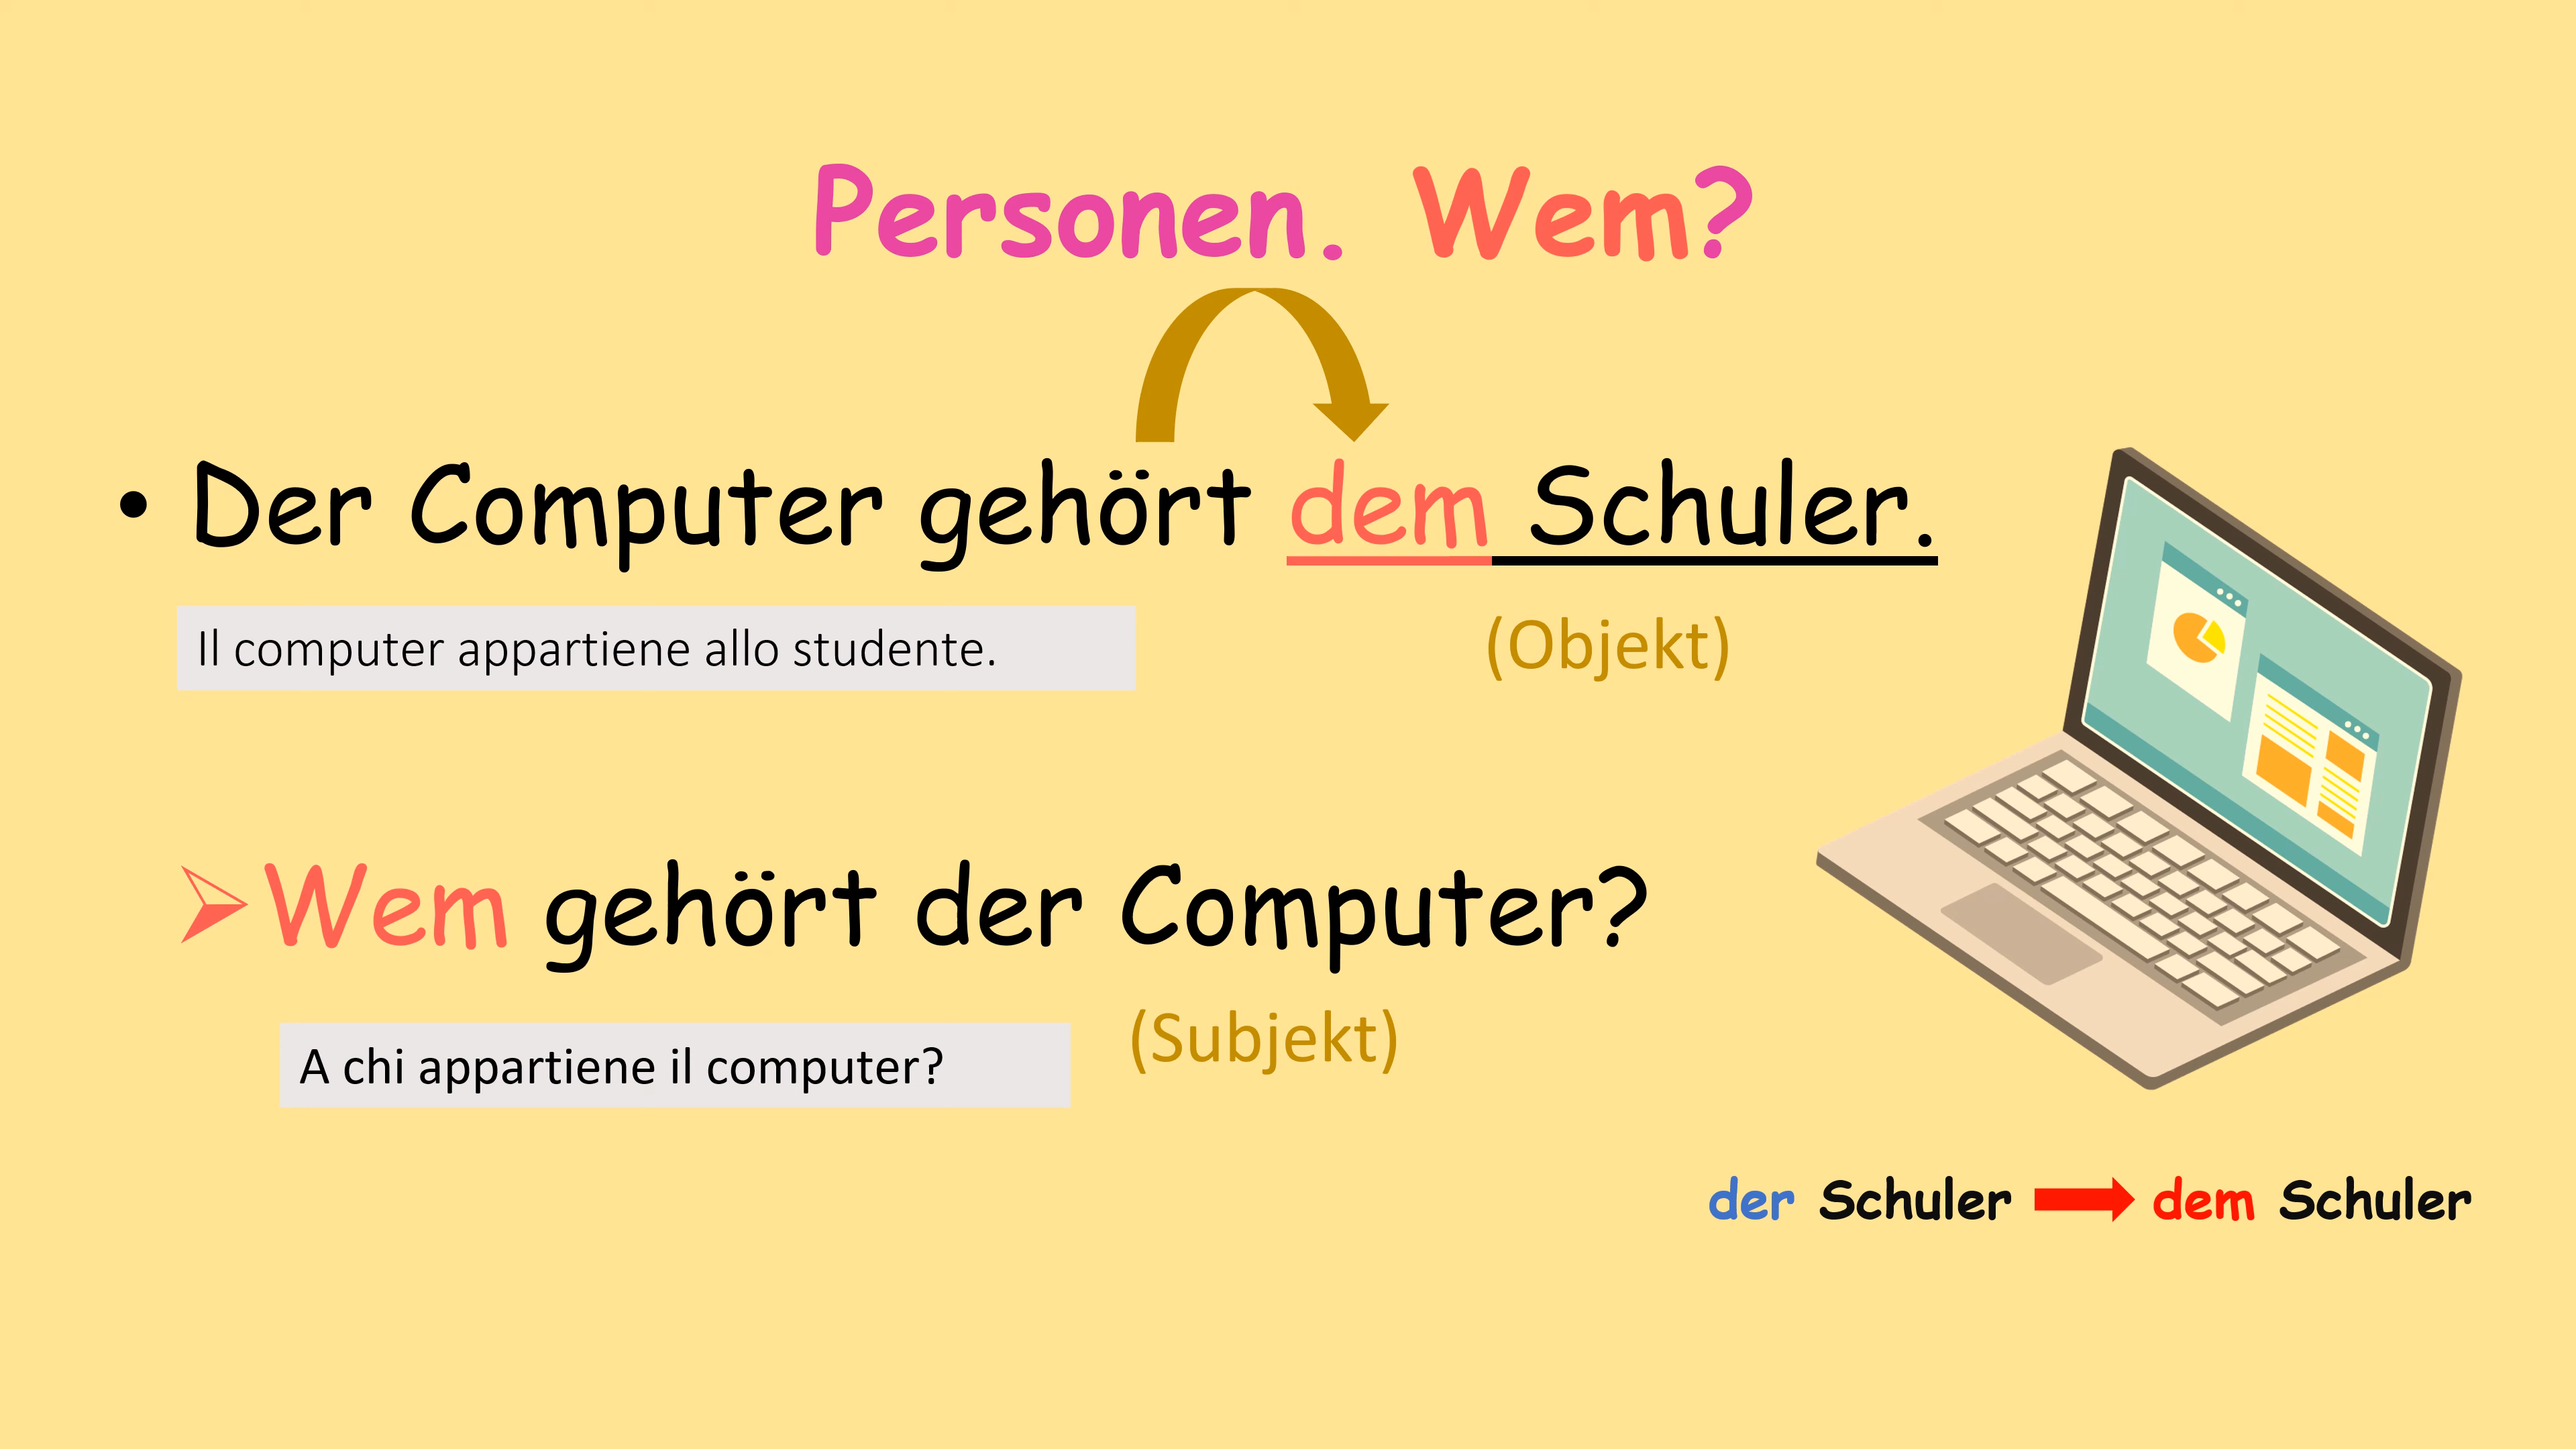 Personen. Wem?
• Der Computer gehört dem Schuler.
Il computer appartiene allo studente.
(Objekt)
Wem gehört der Computer?
(Subjekt)
A chi appartiene il computer?
der Schuler dem Schuler